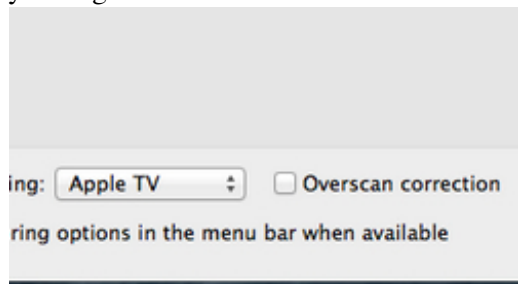 ing: Apple TV Overscan correction
ring options in the menu bar when available